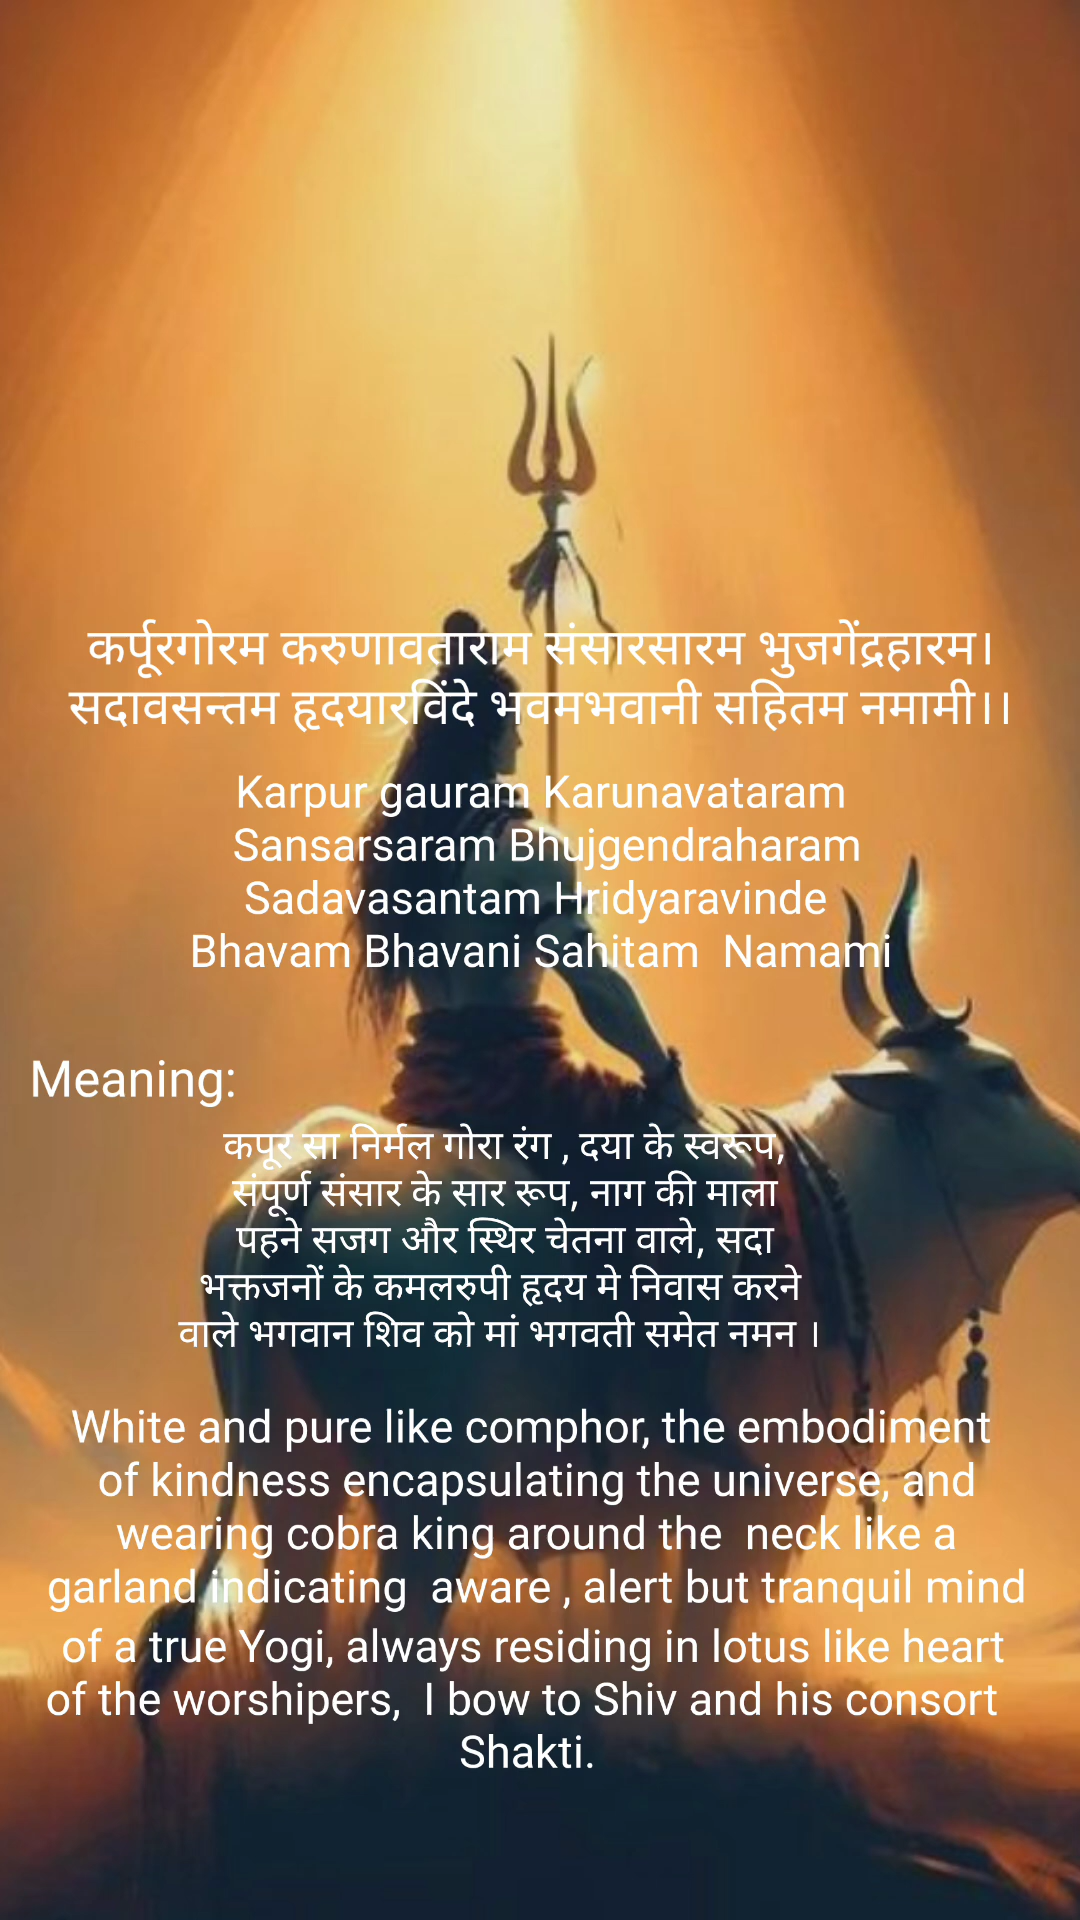 कर्पूरगोरम करुणावताराम संसारसारम भुजगेंद्रहारम।
सदावसन्तम हृदयारविंदे भवमभवानी सहितम नमामी।।
Karpur gauram Karunavataram
Sansarsaram Bhujgendraharam
Sadavasantam Hridyaravinde
Bhavam Bhavani Sahitam  Namami
Meaning:
कपूर सा निर्मल गोरा रंग , दया के स्वरूप,
संपूर्ण संसार के सार रूप, नाग की माला
पहने सजग और स्थिर चेतना वाले, सदा
भक्तजनों के कमलरुपी हृदय मे निवास करने
वाले भगवान शिव को मां भगवती समेत नमन ।
White and pure like comphor, the embodiment
of kindness encapsulating the universe, and
wearing cobra king around the  neck like a
garland indicating  aware , alert but tranquil mind
of a true Yogi, always residing in lotus like heart
of the worshipers,  I bow to Shiv and his consort
Shakti.